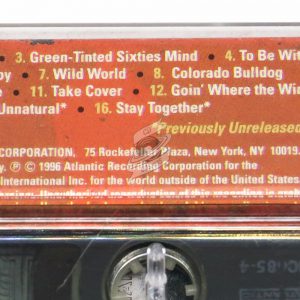 3. Green-Tinted Sixties Mind 4. To Be Wit
by 7. Wild World 8. Colorado Bulldog
e 11. Take Cover 12. Goin' Where the Win
Unnatural* 16. Stay Together*
*Previously Unreleased
CORPORATION, 75 Rockefeller Plaza, New York, NY 10019.
y, ℗ © 1996 Atlantic Recording Corporation for the
International Inc. for the world outside of the United States